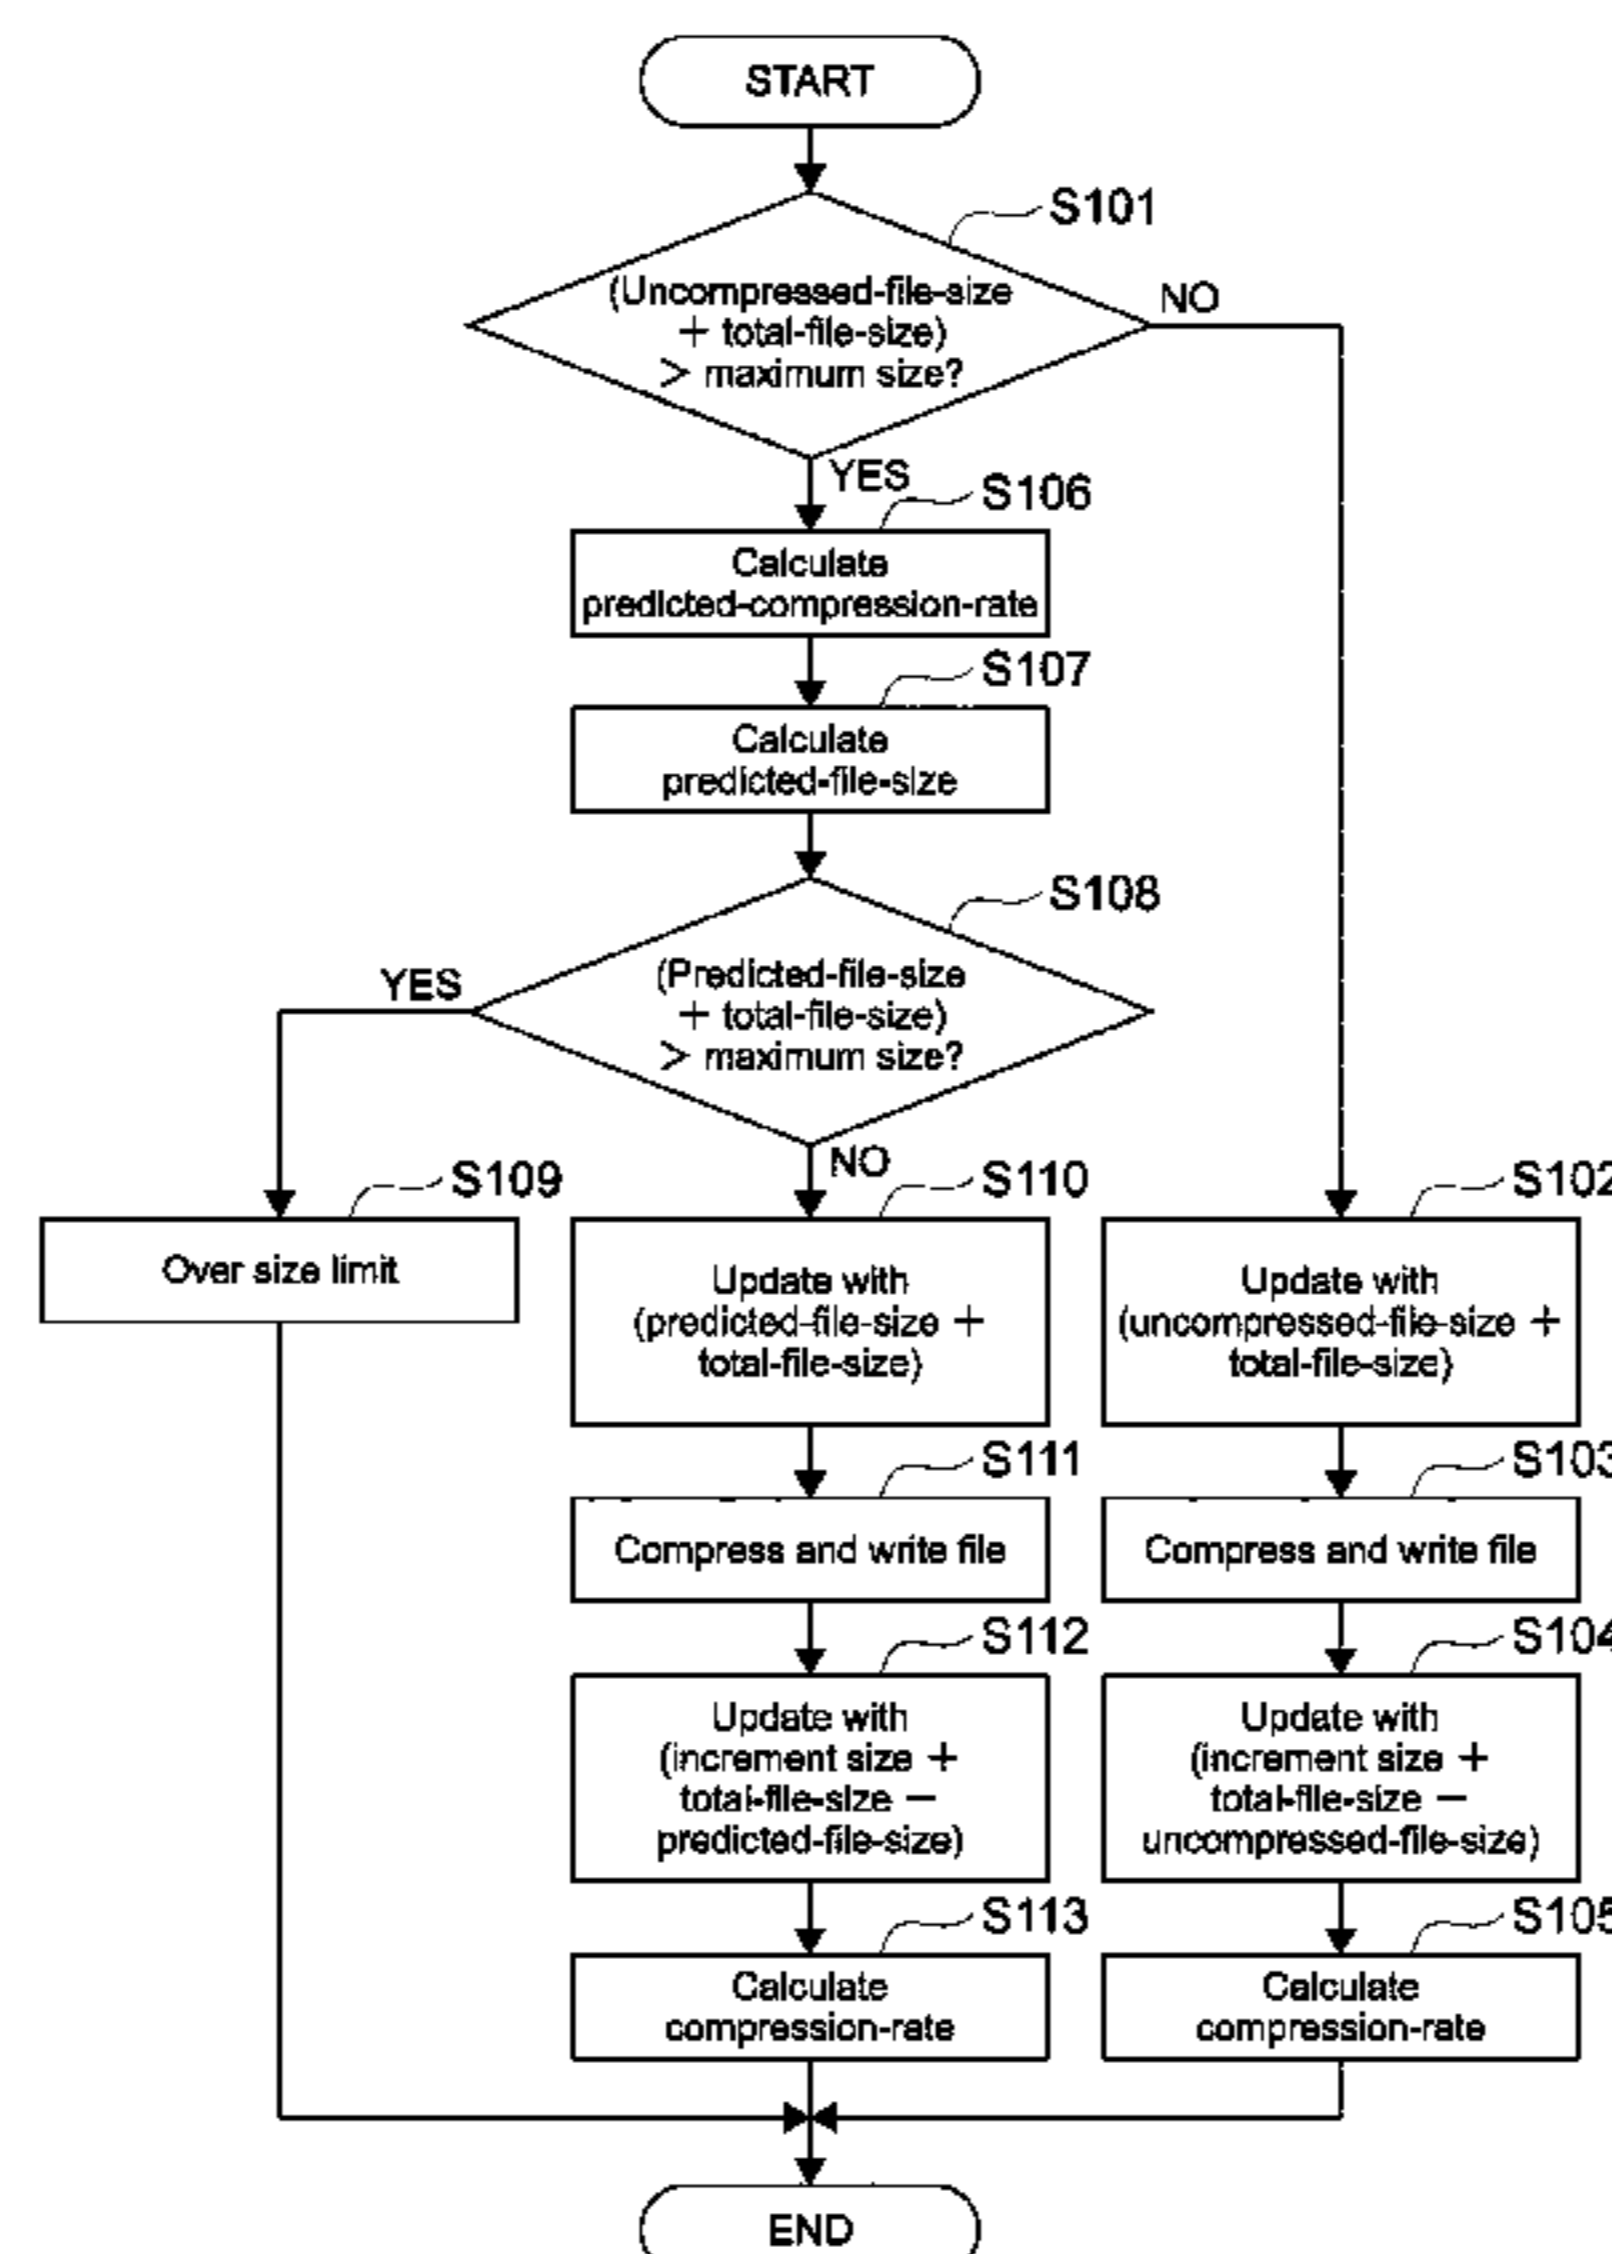 START
S101
(Uncompressed-file-size
+ total-file-size)
> maximum size?
NO
YES
S106
Calculate
predicted-compression-rate
S107
Calculate
predicted-file-size
S108
(Predicted-file-size
+ total-file-size)
> maximum size?
YES
NO
S109
Over size limit
S110
Update with
(predicted-file-size +
total-file-size)
S102
Update with
(uncompressed-file-size +
total-file-size)
S111
Compress and write file
S103
Compress and write file
S112
Update with
(increment size +
total-file-size −
predicted-file-size)
S104
Update with
(increment size +
total-file-size −
uncompressed-file-size)
S113
Calculate
compression-rate
S105
Calculate
compression-rate
END